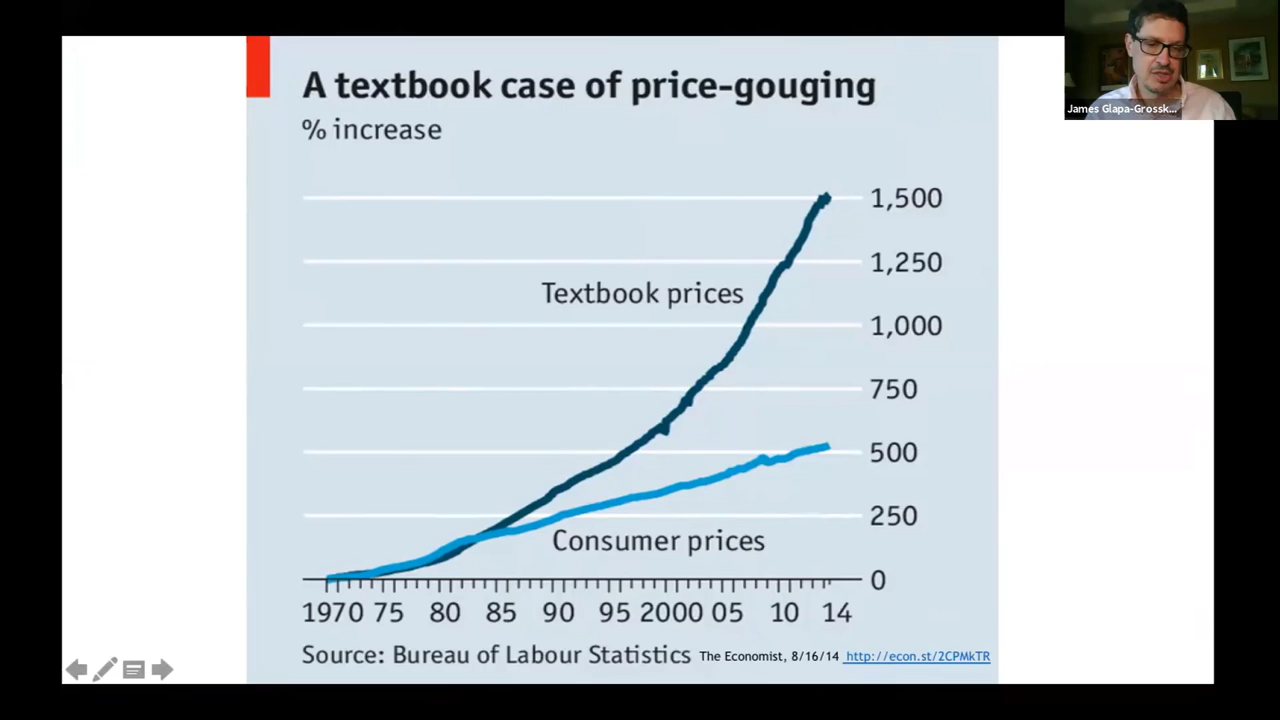 James Glapa-Grossk...
A textbook case of price-gouging
% increase
1,500
1,250
Textbook prices
1,000
750
500
250
Consumer prices
0
1970 75 80 85 90 95 2000 05 10 14
Source: Bureau of Labour Statistics The Economist, 8/16/14 http://econ.st/2CPMkTR